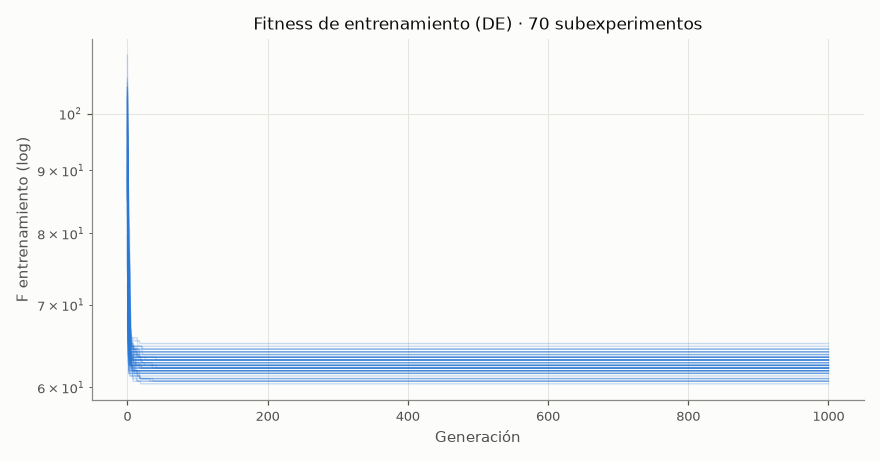 Fitness de entrenamiento (DE) · 70 subexperimentos
F entrenamiento (log)
10²
9 × 10¹
8 × 10¹
7 × 10¹
6 × 10¹
0 200 400 600 800 1000
Generación